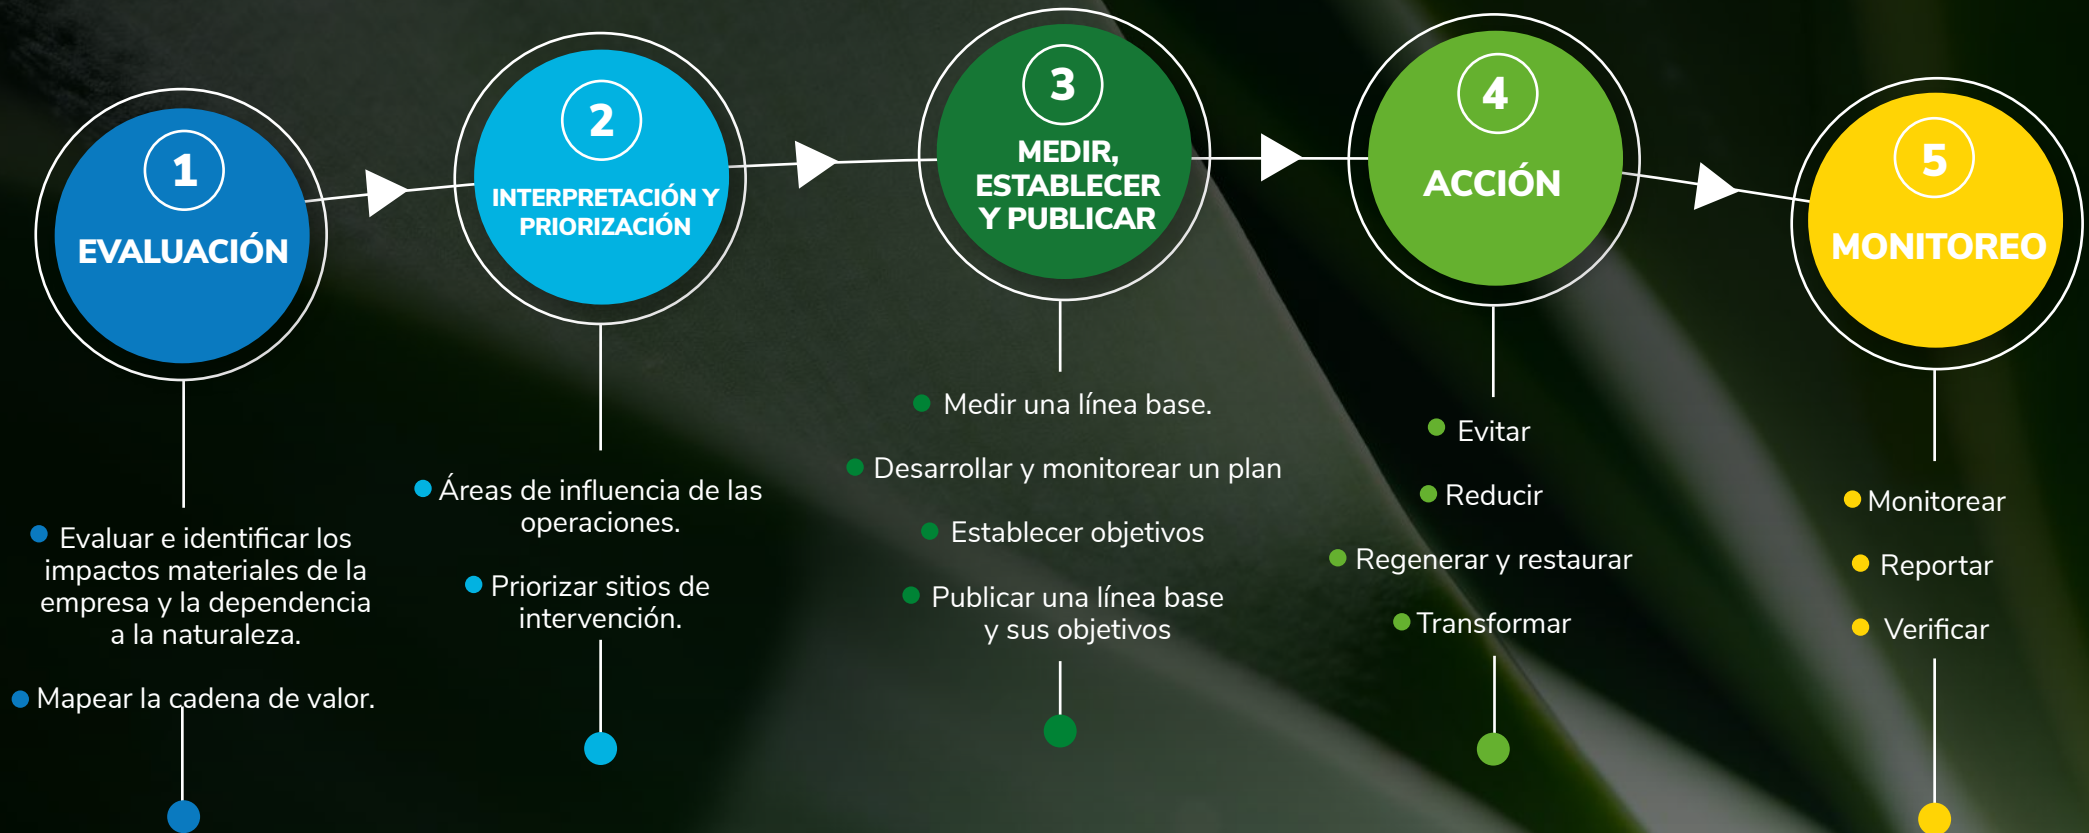 1
EVALUACIÓN
Evaluar e identificar los
impactos materiales de la
empresa y la dependencia
a la naturaleza.
Mapear la cadena de valor.
2
INTERPRETACIÓN Y
PRIORIZACIÓN
Áreas de influencia de las
operaciones.
Priorizar sitios de
intervención.
3
MEDIR,
ESTABLECER
Y PUBLICAR
Medir una línea base.
Desarrollar y monitorear un plan
Establecer objetivos
Publicar una línea base
y sus objetivos
4
ACCIÓN
Evitar
Reducir
Regenerar y restaurar
Transformar
5
MONITOREO
Monitorear
Reportar
Verificar